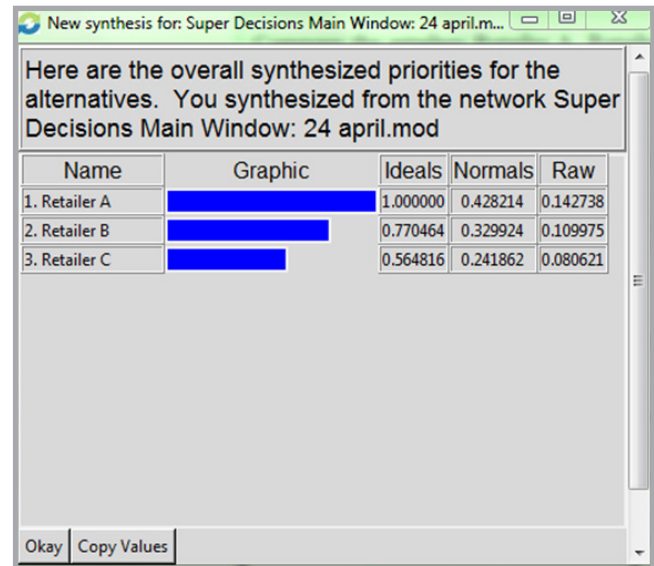 New synthesis for: Super Decisions Main Window: 24 april.m...
Here are the overall synthesized priorities for the
alternatives. You synthesized from the network Super
Decisions Main Window: 24 april.mod
Name Graphic Ideals Normals Raw
1. Retailer A 1.000000 0.428214 0.142738
2. Retailer B 0.770464 0.329924 0.109975
3. Retailer C 0.564816 0.241862 0.080621
Okay Copy Values